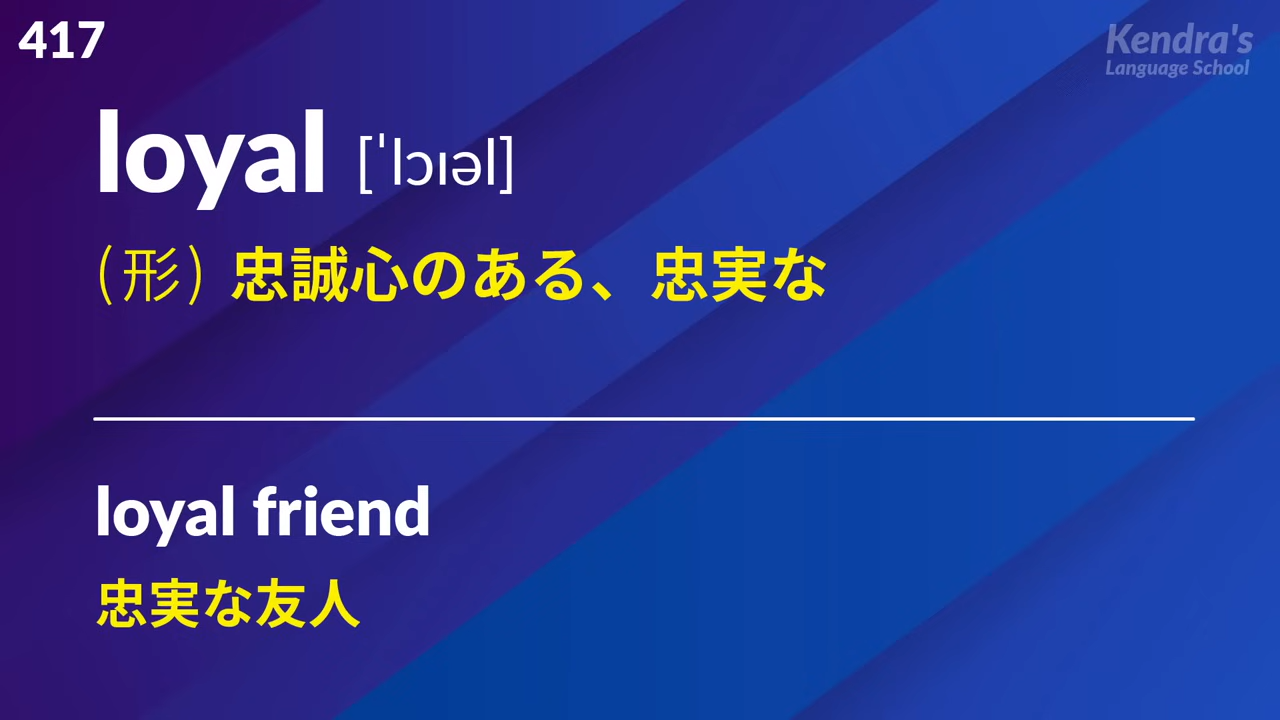 417
Kendra's
Language School
loyal [ˈlɔɪəl]
(形) 忠誠心のある、忠実な
loyal friend
忠実な友人